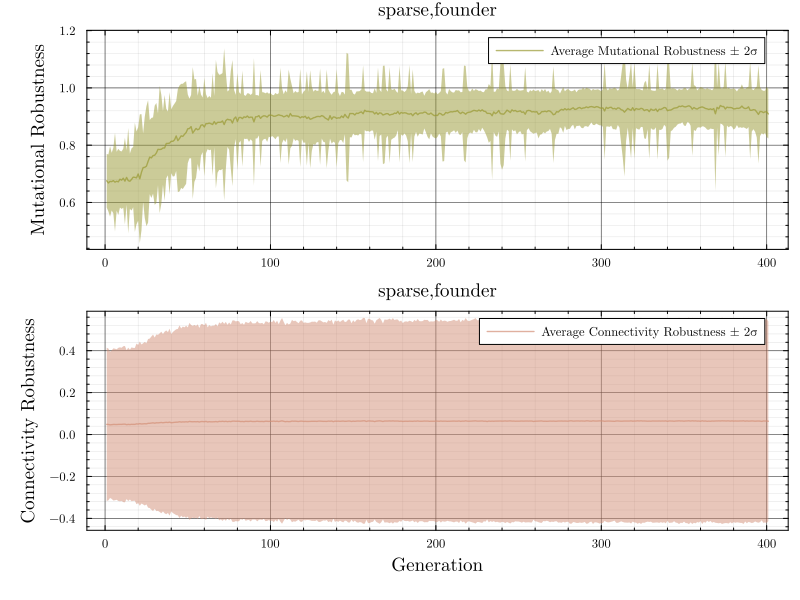 sparse,founder
Mutational Robustness
1.2
1.0
0.8
0.6
Average Mutational Robustness ± 2σ
0
100
200
300
400
sparse,founder
Connectivity Robustness
0.4
0.2
0.0
−0.2
−0.4
Average Connectivity Robustness ± 2σ
0
100
200
300
400
Generation